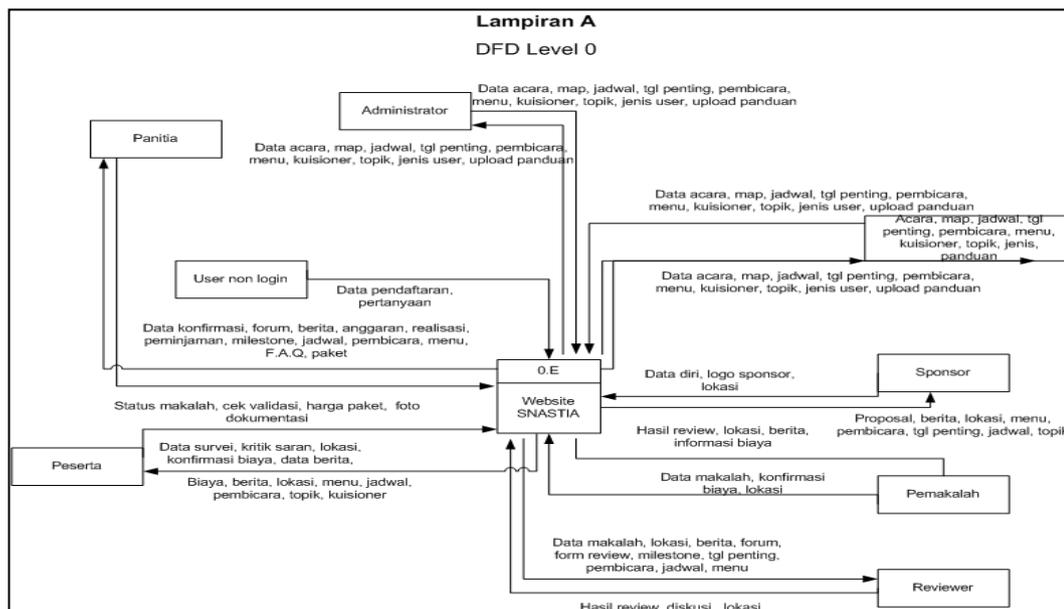 Lampiran A
DFD Level 0
Data acara, map, jadwal, tgl penting, pembicara,
menu, kuisioner, topik, jenis user, upload panduan
Administrator
Panitia
Data acara, map, jadwal, tgl penting, pembicara,
menu, kuisioner, topik, jenis user, upload panduan
Data acara, map, jadwal, tgl penting, pembicara,
menu, kuisioner, topik, jenis user, upload panduan
Acara, map, jadwal, tgl
penting, pembicara, menu,
kuisioner, topik, jenis,
panduan
User non login
Data pendaftaran,
pertanyaan
Data acara, map, jadwal, tgl penting, pembicara,
menu, kuisioner, topik, jenis user, upload panduan
Data konfirmasi, forum, berita, anggaran, realisasi,
peminjaman, milestone, jadwal, pembicara, menu,
F.A.Q, paket
0.E
Website
SNASTIA
Data diri, logo sponsor,
lokasi
Sponsor
Status makalah, cek validasi, harga paket, foto
dokumentasi
Proposal, berita, lokasi, menu,
pembicara, tgl penting, jadwal, topik
Hasil review, lokasi, berita,
informasi biaya
Peserta
Data survei, kritik saran, lokasi,
konfirmasi biaya, data berita,
Biaya, berita, lokasi, menu, jadwal,
pembicara, topik, kuisioner
Data makalah, konfirmasi
biaya, lokasi
Pemakalah
Data makalah, lokasi, berita, forum,
form review, milestone, tgl penting,
pembicara, jadwal, menu
Reviewer
Hasil review, diskusi, lokasi